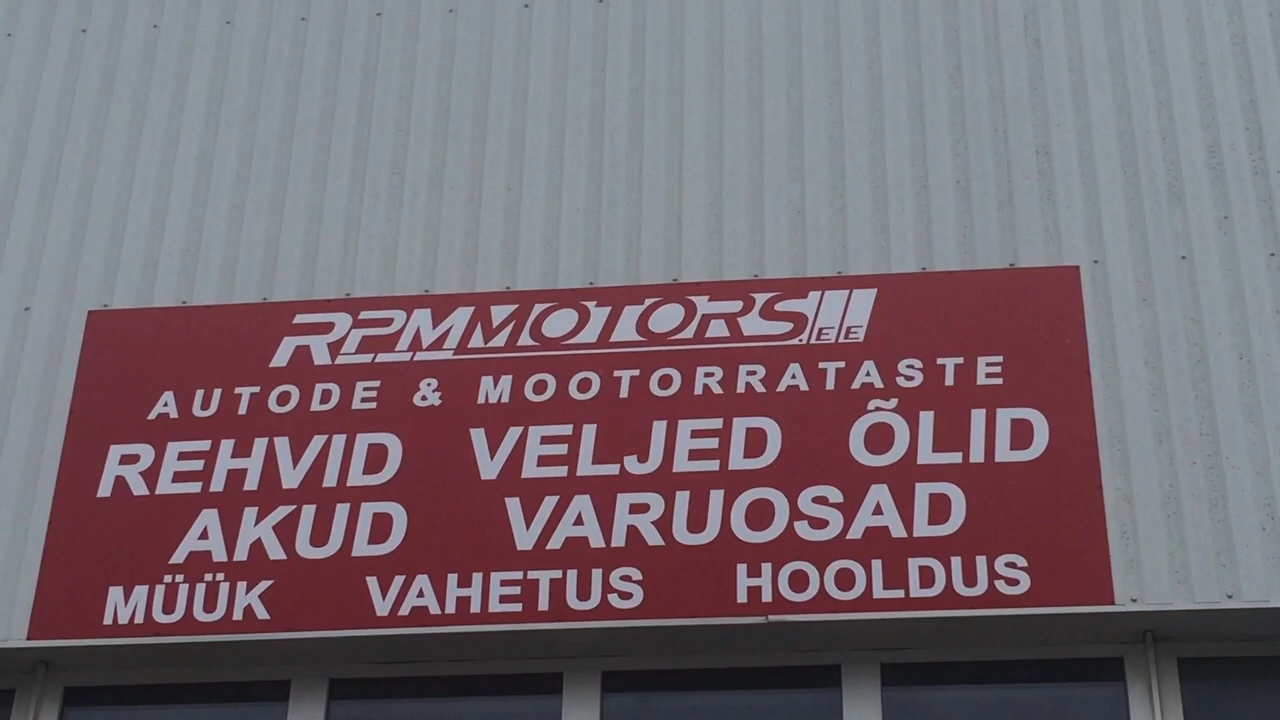 RPMMOTORS.EE
AUTODE & MOOTORRATASTE
REHVID VELJED ÕLID
AKUD VARUOSAD
MÜÜK VAHETUS HOOLDUS